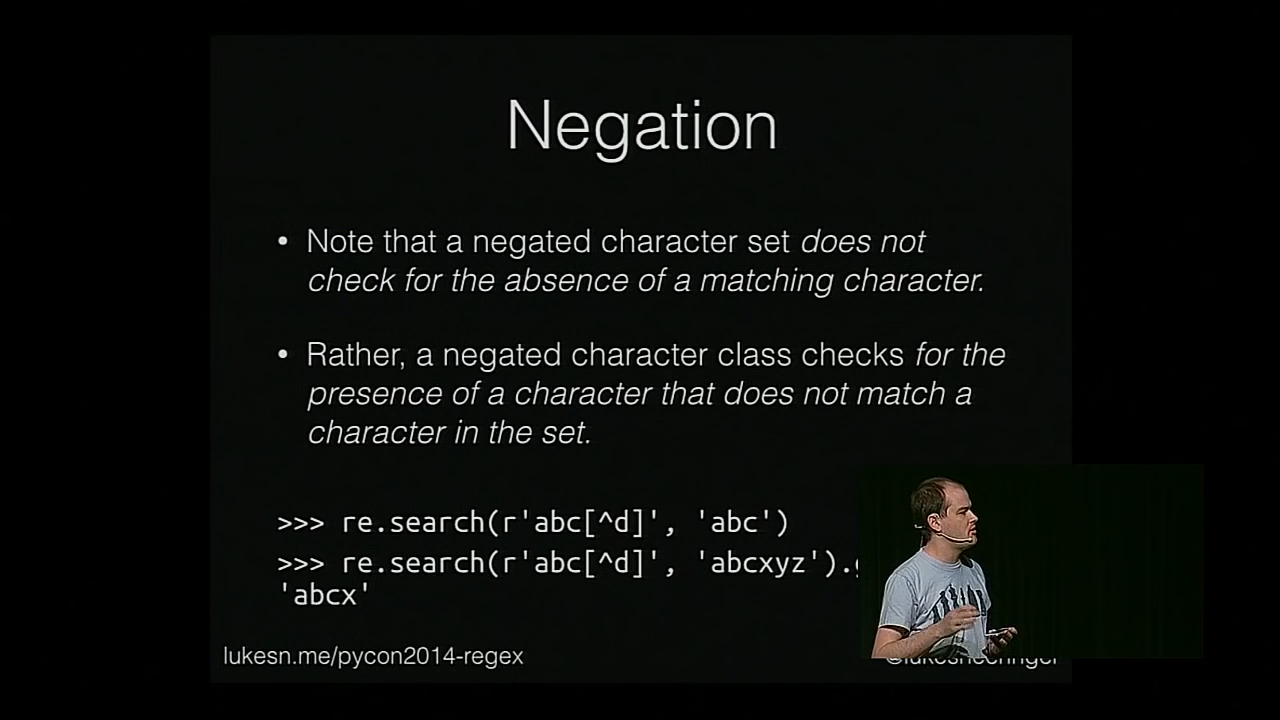 Negation
• Note that a negated character set does not
check for the absence of a matching character.
• Rather, a negated character class checks for the
presence of a character that does not match a
character in the set.
>>> re.search(r'abc[^d]', 'abc')
>>> re.search(r'abc[^d]', 'abcxyz').g
'abcx'
lukesn.me/pycon2014-regex